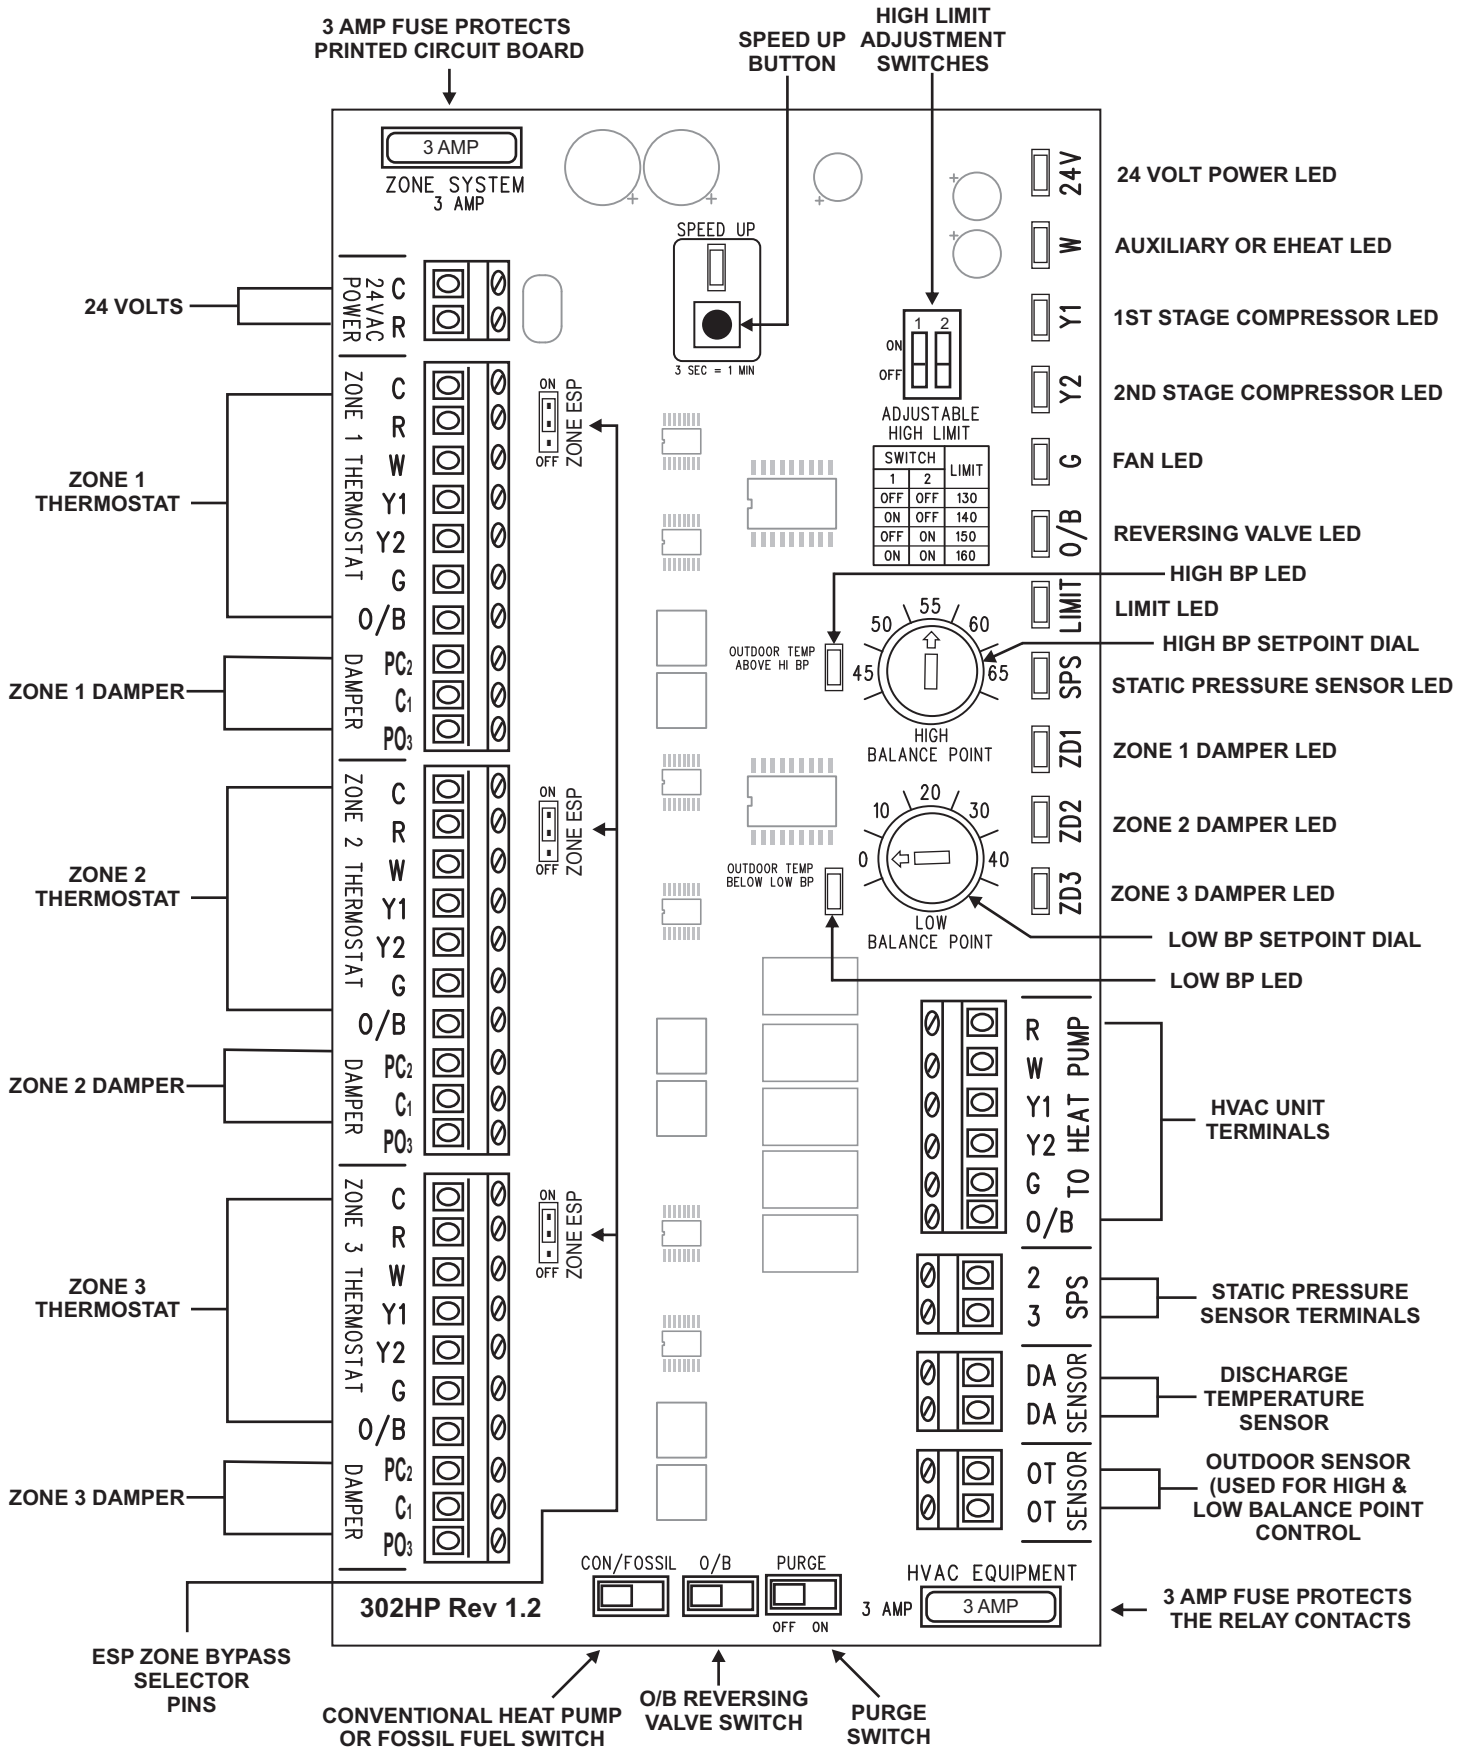 3 AMP FUSE PROTECTS
PRINTED CIRCUIT BOARD
SPEED UP
BUTTON
HIGH LIMIT
ADJUSTMENT
SWITCHES
3 AMP
ZONE SYSTEM
3 AMP
SPEED UP
3 SEC = 1 MIN
24 VOLTS
24VAC
POWER
C
R
ZONE 1
THERMOSTAT
ZONE 1 THERMOSTAT
C
R
W
Y1
Y2
G
O/B
ON
OFF
ZONE ESP
ZONE 1 DAMPER
DAMPER
PC2
C1
PO3
ZONE 2
THERMOSTAT
ZONE 2 THERMOSTAT
C
R
W
Y1
Y2
G
O/B
ON
OFF
ZONE ESP
ZONE 2 DAMPER
DAMPER
PC2
C1
PO3
ZONE 3
THERMOSTAT
ZONE 3 THERMOSTAT
C
R
W
Y1
Y2
G
O/B
ON
OFF
ZONE ESP
ZONE 3 DAMPER
DAMPER
PC2
C1
PO3
1 2
ON
OFF
ADJUSTABLE
HIGH LIMIT
SWITCH LIMIT
1 2
OFF OFF 130
ON OFF 140
OFF ON 150
ON ON 160
OUTDOOR TEMP
ABOVE HI BP
45 50 55 60 65
HIGH
BALANCE POINT
OUTDOOR TEMP
BELOW LOW BP
0 10 20 30 40
LOW
BALANCE POINT
24V
24 VOLT POWER LED
W
AUXILIARY OR EHEAT LED
Y1
1ST STAGE COMPRESSOR LED
Y2
2ND STAGE COMPRESSOR LED
G
FAN LED
O/B
REVERSING VALVE LED
HIGH BP LED
LIMIT
LIMIT LED
HIGH BP SETPOINT DIAL
SPS
STATIC PRESSURE SENSOR LED
ZD1
ZONE 1 DAMPER LED
ZD2
ZONE 2 DAMPER LED
ZD3
ZONE 3 DAMPER LED
LOW BP SETPOINT DIAL
LOW BP LED
R
W
Y1
Y2
G
O/B
TO HEAT PUMP
HVAC UNIT
TERMINALS
2
3
SPS
STATIC PRESSURE
SENSOR TERMINALS
DA
DA
SENSOR
DISCHARGE
TEMPERATURE
SENSOR
OT
OT
SENSOR
OUTDOOR SENSOR
(USED FOR HIGH &
LOW BALANCE POINT
CONTROL
CON/FOSSIL
O/B
PURGE
OFF ON
HVAC EQUIPMENT
3 AMP
3 AMP
3 AMP FUSE PROTECTS
THE RELAY CONTACTS
302HP Rev 1.2
ESP ZONE BYPASS
SELECTOR
PINS
CONVENTIONAL HEAT PUMP
OR FOSSIL FUEL SWITCH
O/B REVERSING
VALVE SWITCH
PURGE
SWITCH